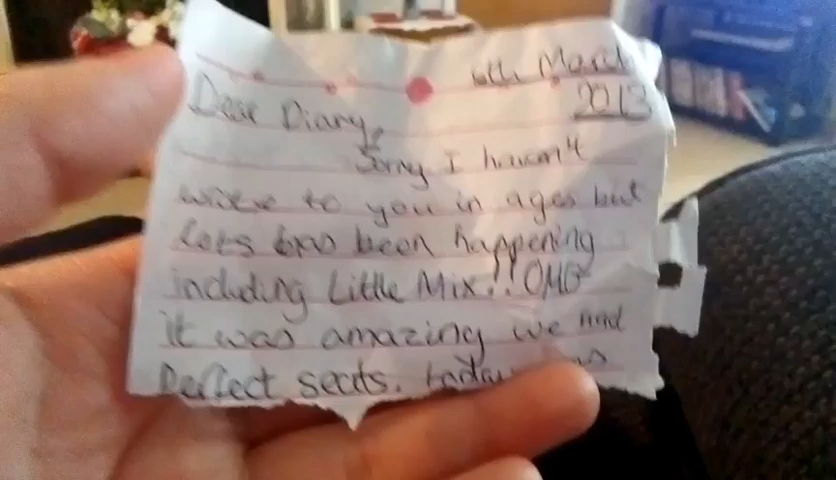 6th March
2013
Dear Diary,
Sorry I haven't
wrote to you in ages but
lots has been happening
including Little Mix!! OMG
it was amazing we had
perfect seats. today